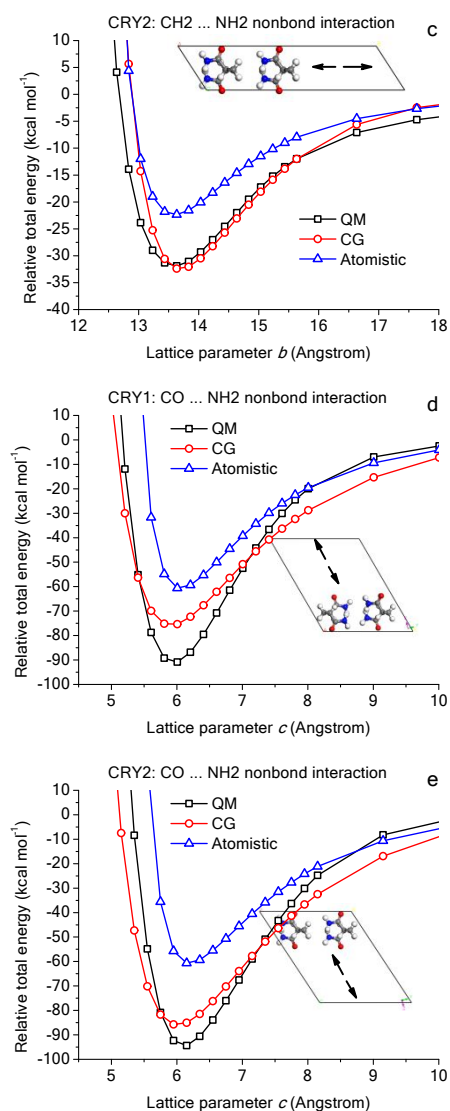 CRY2: CH2 ... NH2 nonbond interaction
c
Relative total energy (kcal mol⁻¹)
10
5
0
-5
-10
-15
-20
-25
-30
-35
-40
QM
CG
Atomistic
12 13 14 15 16 17 18
Lattice parameter b (Angstrom)
CRY1: CO ... NH2 nonbond interaction
d
Relative total energy (kcal mol⁻¹)
10
0
-10
-20
-30
-40
-50
-60
-70
-80
-90
-100
QM
CG
Atomistic
5 6 7 8 9 10
Lattice parameter c (Angstrom)
CRY2: CO ... NH2 nonbond interaction
e
Relative total energy (kcal mol⁻¹)
10
0
-10
-20
-30
-40
-50
-60
-70
-80
-90
-100
QM
CG
Atomistic
5 6 7 8 9 10
Lattice parameter c (Angstrom)